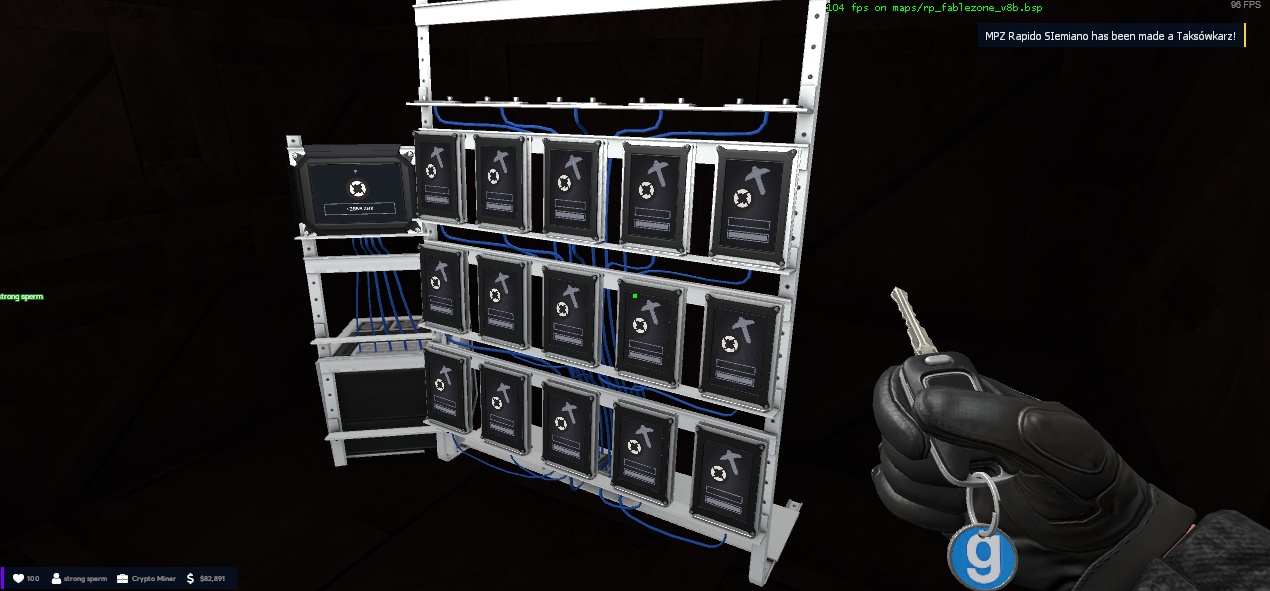 104 fps on maps/rp_fablezone_v8b.bsp
96 FPS
MPZ Rapido SIemiano has been made a Taksówkarz!
strong sperm
g
100
strong sperm
Crypto Miner
$ $82,891